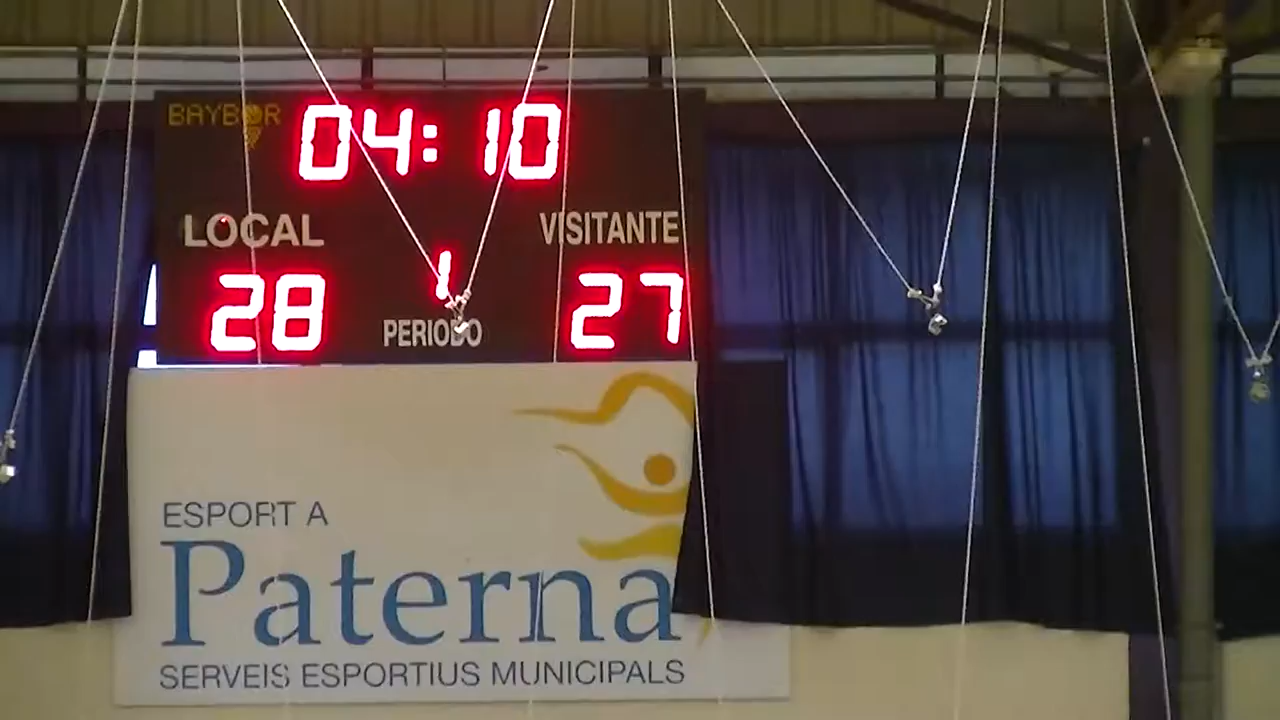 BAYBOR
04:10
LOCAL
VISITANTE
28
1
27
PERIODO
ESPORT A
Paterna
SERVEIS ESPORTIUS MUNICIPALS